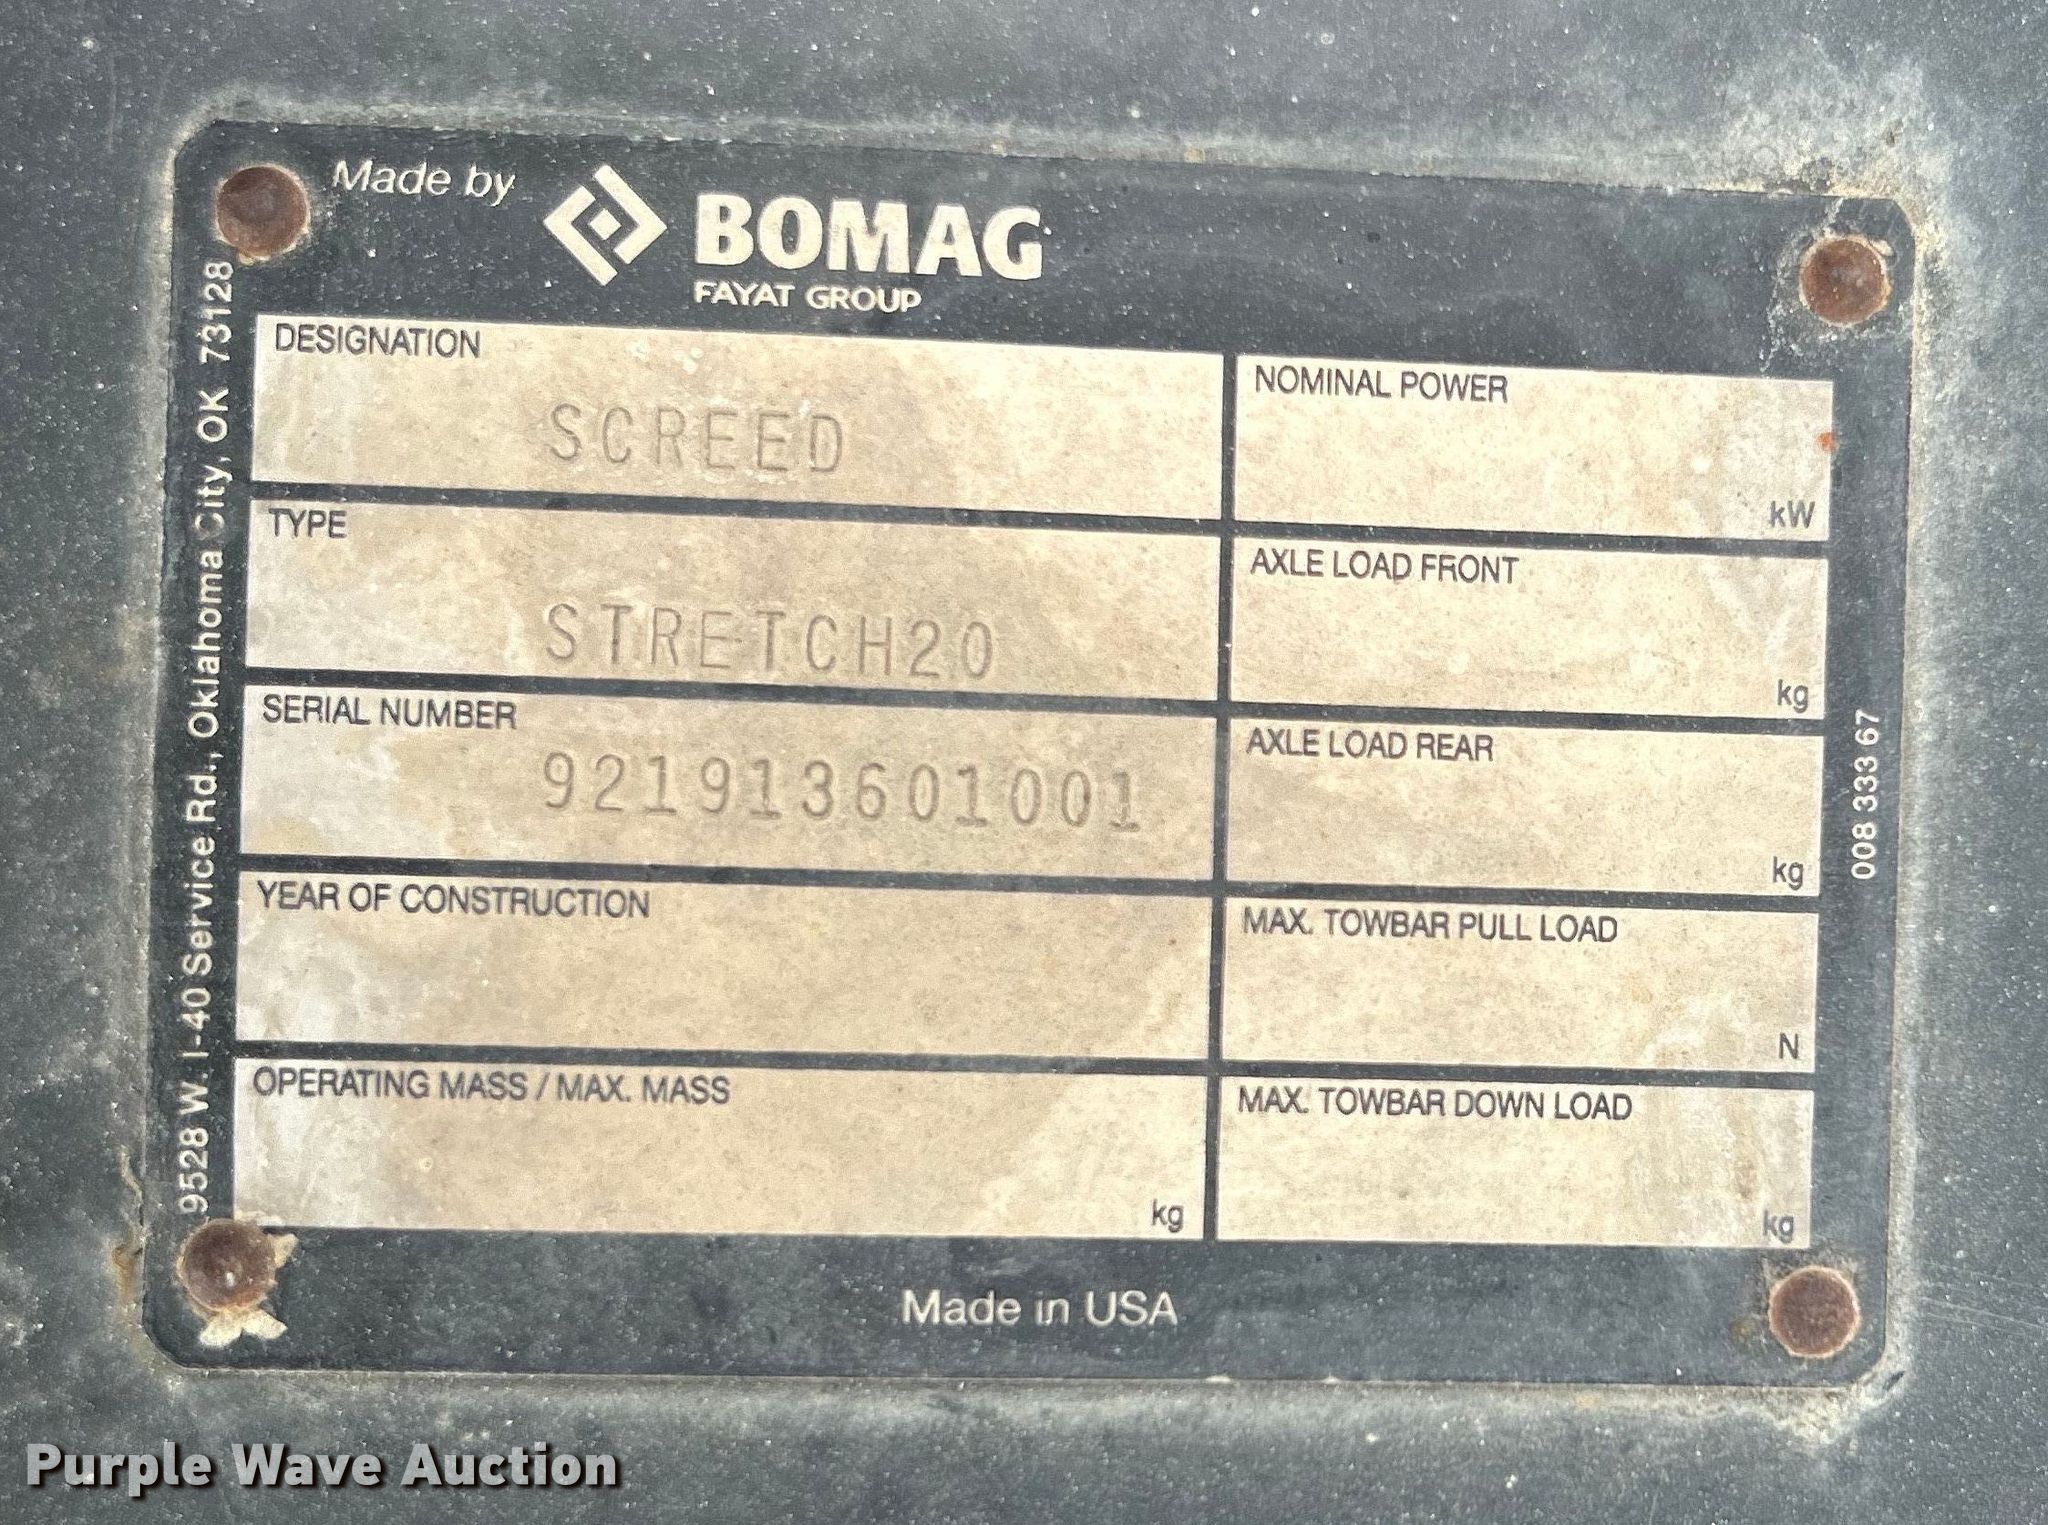 Made by BOMAG
FAYAT GROUP
DESIGNATION
SCREED
TYPE
STRETCH20
SERIAL NUMBER
921913601001
YEAR OF CONSTRUCTION
OPERATING MASS / MAX. MASS
kg
NOMINAL POWER
kW
AXLE LOAD FRONT
kg
AXLE LOAD REAR
kg
MAX. TOWBAR PULL LOAD
N
MAX. TOWBAR DOWN LOAD
kg
Made in USA
9528 W. I-40 Service Rd., Oklahoma City, OK 73128
008 333 67
Purple Wave Auction